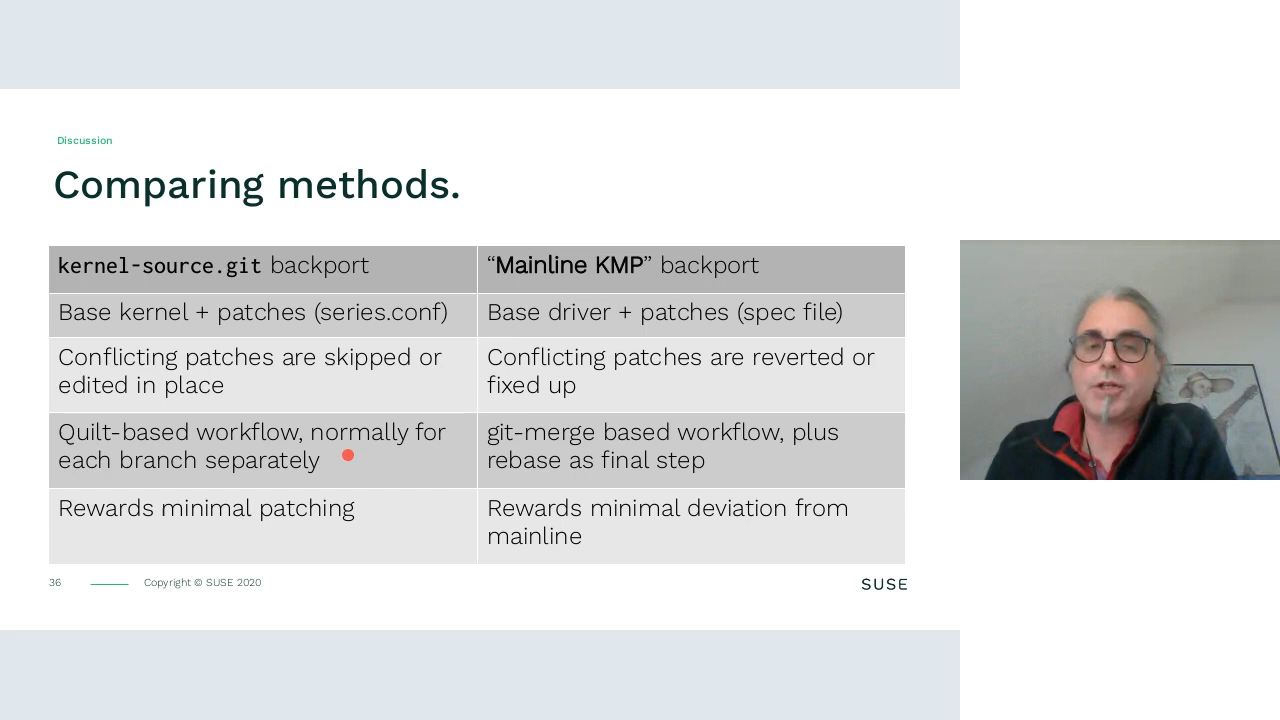 Discussion
Comparing methods.
kernel-source.git backport
“Mainline KMP” backport
Base kernel + patches (series.conf)
Base driver + patches (spec file)
Conflicting patches are skipped or
edited in place
Conflicting patches are reverted or
fixed up
Quilt-based workflow, normally for
each branch separately
git-merge based workflow, plus
rebase as final step
Rewards minimal patching
Rewards minimal deviation from
mainline
36
Copyright © SUSE 2020
SUSE